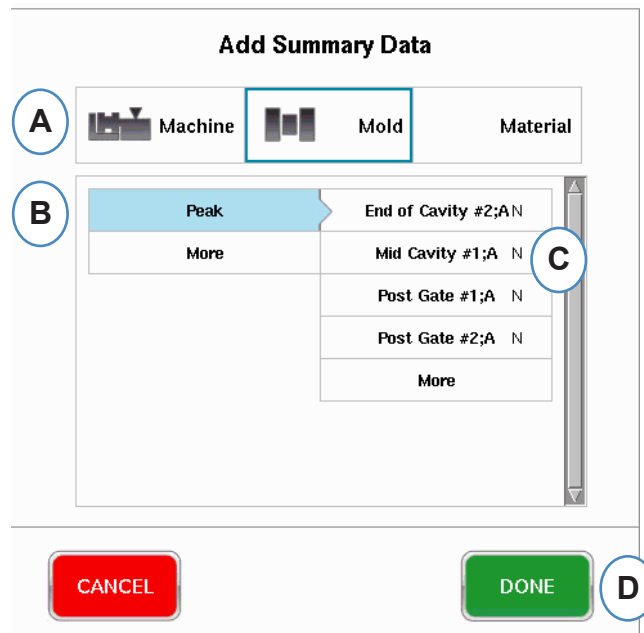 Add Summary Data
A Machine Mold Material
B Peak End of Cavity #2;A N
More Mid Cavity #1;A N C
Post Gate #1;A N
Post Gate #2;A N
More
CANCEL DONE D